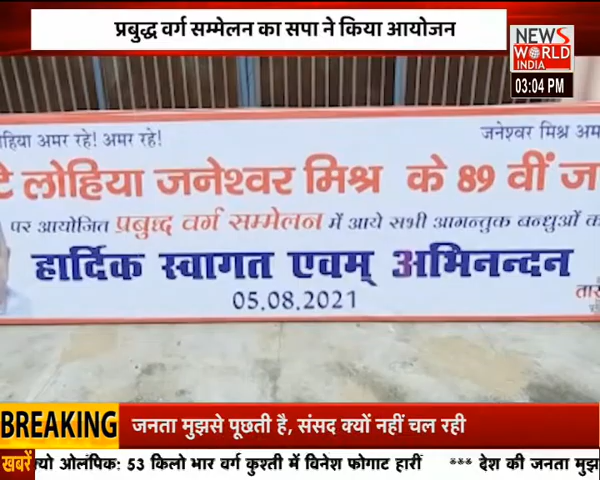 प्रबुद्ध वर्ग सम्मेलन का सपा ने किया आयोजन
NEWS
WORLD
INDIA
03:04 PM
लोहिया अमर रहे! अमर रहे!
जनेश्वर मिश्र अम
टे लोहिया जनेश्वर मिश्र के 89 वीं ज
पर आयोजित प्रबुद्ध वर्ग सम्मेलन में आये सभी आगन्तुक बन्धुओं क
हार्दिक स्वागत एवम् अभिनन्दन
05.08.2021
BREAKING
जनता मुझसे पूछती है, संसद क्यों नहीं चल रही
खबरें
क्यो ओलंपिक: 53 किलो भार वर्ग कुश्ती में विनेश फोगाट हारीं *** देश की जनता मुझ